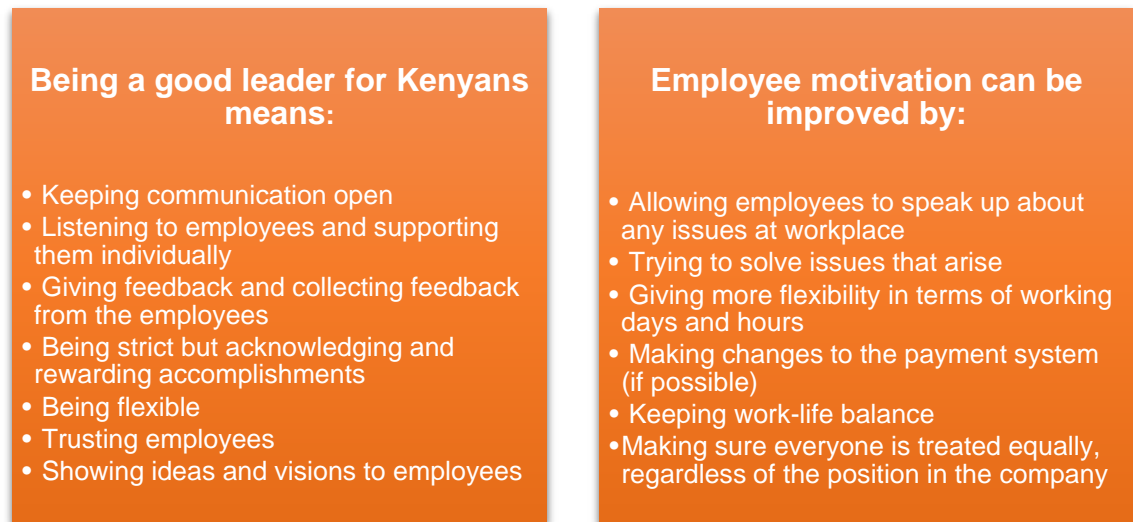 Being a good leader for Kenyans
means:
• Keeping communication open
• Listening to employees and supporting
them individually
• Giving feedback and collecting feedback
from the employees
• Being strict but acknowledging and
rewarding accomplishments
• Being flexible
• Trusting employees
• Showing ideas and visions to employees
Employee motivation can be
improved by:
• Allowing employees to speak up about
any issues at workplace
• Trying to solve issues that arise
• Giving more flexibility in terms of working
days and hours
• Making changes to the payment system
(if possible)
• Keeping work-life balance
•Making sure everyone is treated equally,
regardless of the position in the company